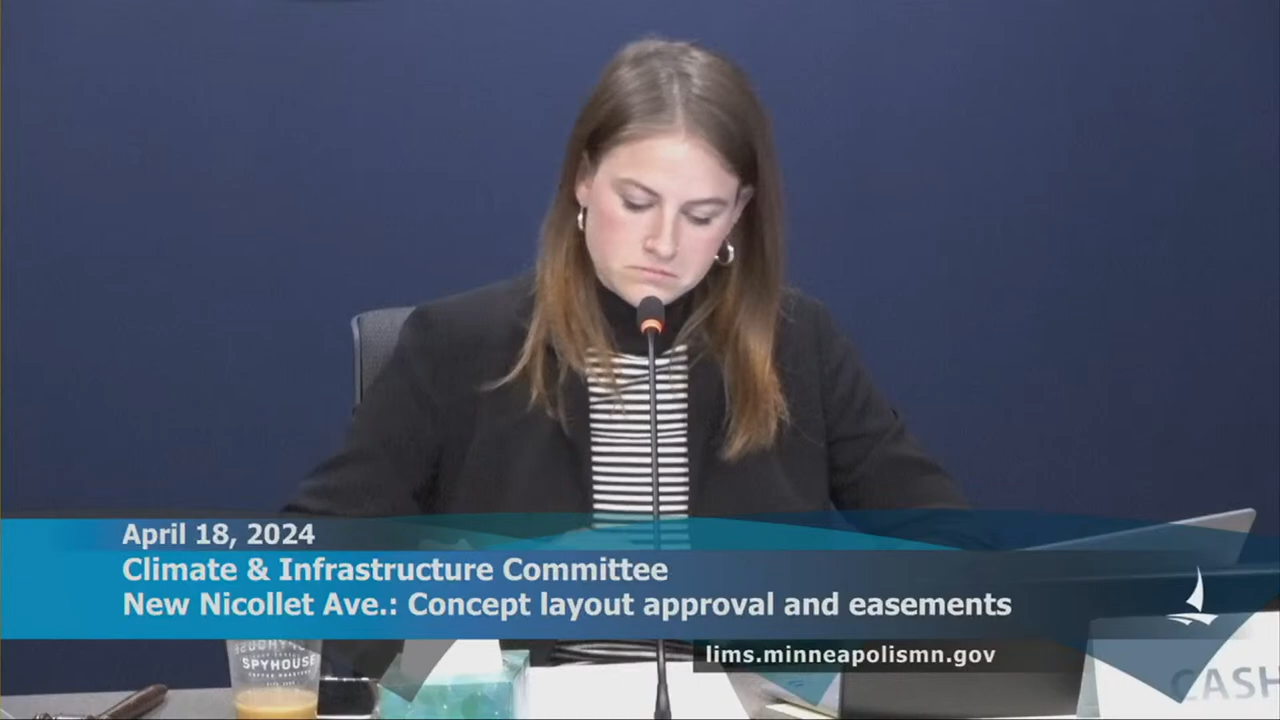 April 18, 2024
Climate & Infrastructure Committee
New Nicollet Ave.: Concept layout approval and easements
SPYHOUSE
lims.minneapolismn.gov
CASH